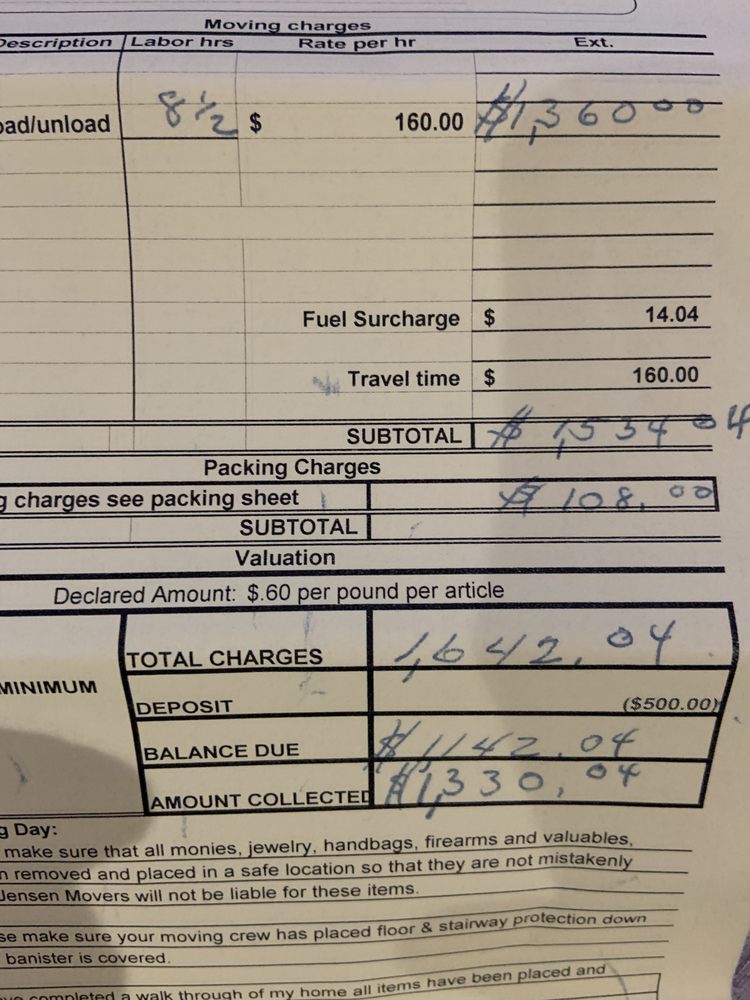 Moving charges
Description Labor hrs Rate per hr Ext.
oad/unload 8 1/2 $ 160.00 $1,360 00
Fuel Surcharge $ 14.04
Travel time $ 160.00
SUBTOTAL $ 1,534 04
Packing Charges
g charges see packing sheet $ 108.00
SUBTOTAL
Valuation
Declared Amount: $.60 per pound per article
TOTAL CHARGES 1,642.04
MINIMUM
DEPOSIT ($500.00)
BALANCE DUE $1,142.04
AMOUNT COLLECTED $1,330.04
g Day:
make sure that all monies, jewelry, handbags, firearms and valuables,
n removed and placed in a safe location so that they are not mistakenly
Jensen Movers will not be liable for these items.
se make sure your moving crew has placed floor & stairway protection down
banister is covered.
ve completed a walk through of my home all items have been placed and